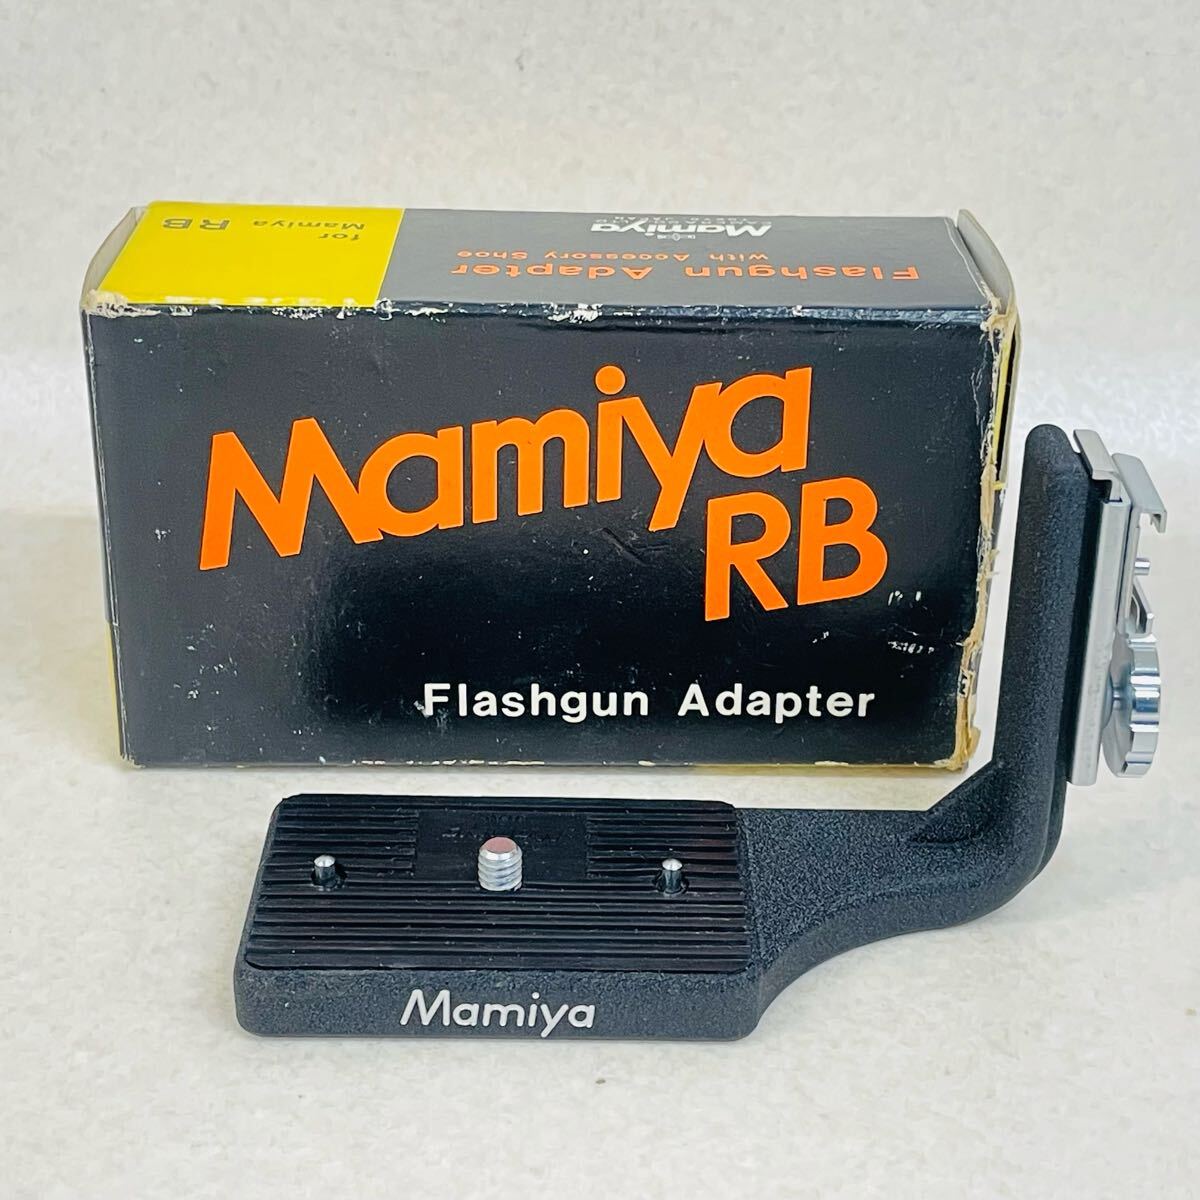 for
Mamiya RB
Mamiya
Flashgun Adapter
with Accessory Shoe
Mamiya
RB
Flashgun Adapter
Mamiya